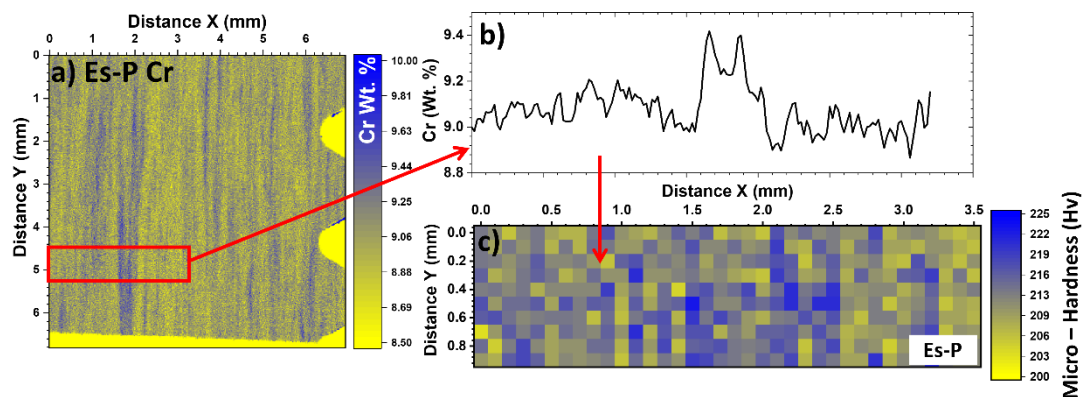 Distance X (mm)
0 1 2 3 4 5 6
a) Es-P Cr
Distance Y (mm)
0
1
2
3
4
5
6
Cr Wt. %
10.00
9.81
9.63
9.44
9.25
9.06
8.88
8.69
8.50
b)
Cr (Wt. %)
9.4
9.2
9.0
8.8
Distance X (mm)
0.0 0.5 1.0 1.5 2.0 2.5 3.0 3.5
c)
Distance Y (mm)
0.0
0.2
0.4
0.6
0.8
Es-P
225
222
219
216
213
209
206
203
200
Micro – Hardness (Hv)